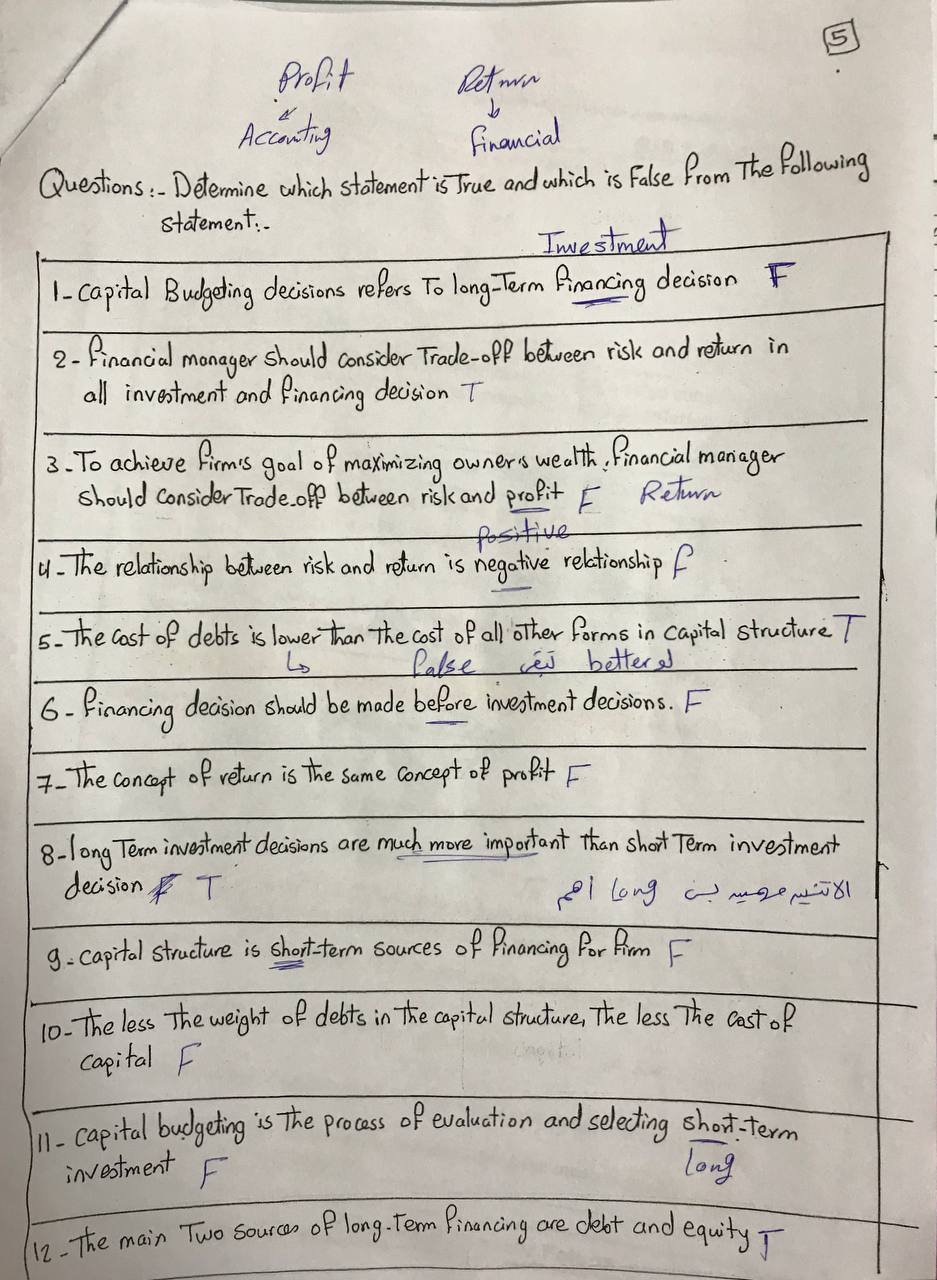 5
Profit Return
Accounting financial
Questions:- Determine which statement is True and which is False from The following
statement:-
Investment
1- Capital Budgeting decisions refers To long-Term financing decision F
2- financial manager should consider Trade-off between risk and return in
all investment and financing decision T
3- To achieve firm's goal of maximizing owner's wealth, financial manager
should consider Trade-off between risk and profit F Return
positive
4- The relationship between risk and return is negative relationship F
5- The cost of debts is lower than The cost of all other forms in capital structure T
false تبقى better لو
6- financing decision should be made before investment decisions. F
7- The concept of return is the same concept of profit F
8- long Term investment decisions are much more important than short Term investment
decision T
الاتنين مهمين بس long أهم
9- capital structure is short-term sources of financing for firm F
10- The less The weight of debts in the capital structure, The less The cost of
capital F
11- capital budgeting is The process of evaluation and selecting short-term
investment F long
12- The main Two sources of long-Term financing are debt and equity T